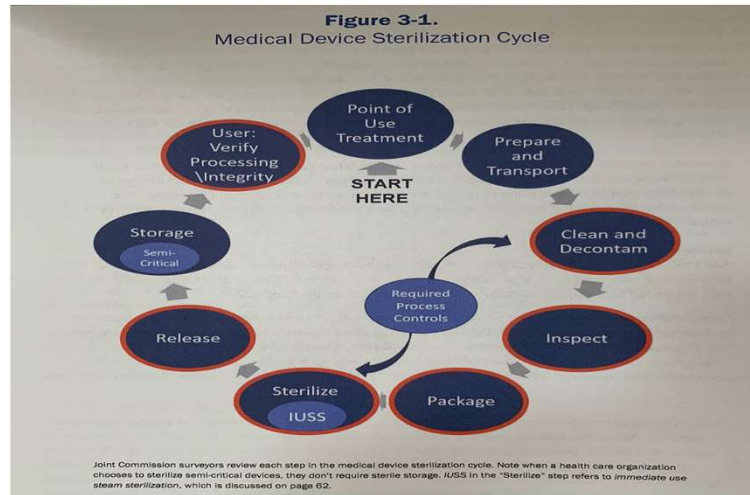 Figure 3-1.
Medical Device Sterilization Cycle
Point of
Use
Treatment
START
HERE
Prepare
and
Transport
Clean and
Decontam
Inspect
Package
Sterilize
IUSS
Release
Storage
Semi-
Critical
User:
Verify
Processing
\Integrity
Required
Process
Controls
Joint Commission surveyors review each step in the medical device sterilization cycle. Note when a health care organization
chooses to sterilize semi-critical devices, they don't require sterile storage. IUSS in the "Sterilize" step refers to immediate use
steam sterilization, which is discussed on page 62.